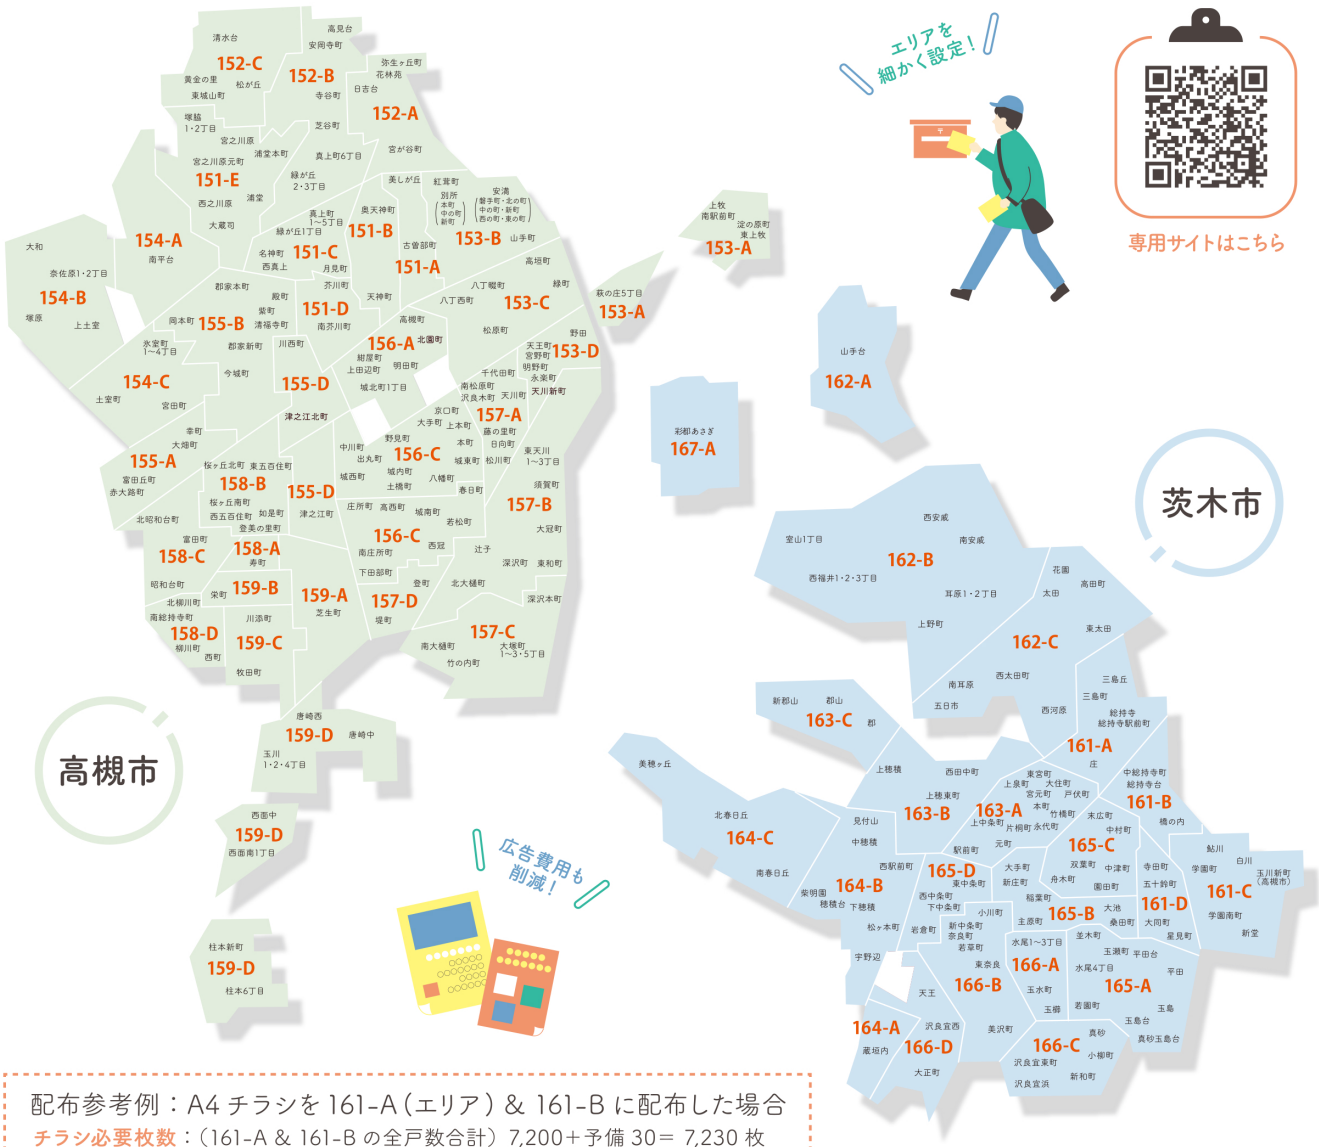 エリアを
細かく設定！
専用サイトはこちら
高見台
清水台
安岡寺町
152-C
152-B
弥生ヶ丘町
花林苑
黄金の里
松が丘
東城山町
寺谷町
日吉台
152-A
塚脇
1・2丁目
芝谷町
宮之川原
浦堂本町
真上町6丁目
宮が谷町
宮之川原元町
151-E
緑が丘
2・3丁目
美しが丘
紅茸町
浦堂
西之川原
大蔵司
真上町
1〜5丁目
緑が丘1丁目
奥天神町
151-B
別所
本町
中の町
新町
安満
磐手町・北の町
中の町・新町
西の町・東の町
153-B
山手町
古曽部町
151-A
名神町
西真上
151-C
月見町
154-A
南平台
大和
奈佐原1・2丁目
154-B
塚原
上土室
上牧
南駅前町
淀の原町
東上牧
153-A
萩の庄5丁目
153-A
高垣町
八丁畷町
緑町
八丁西町
153-C
松原町
郡家本町
殿町
岡本町
155-B
紫町
清福寺町
芥川町
151-D
南芥川町
天神町
高槻町
156-A
北園町
紺屋町
上田辺町
明田町
城北町1丁目
野田
天王町
宮野町
153-D
明野町
永楽町
千代田町
南松原町
沢良木町
天川町
天川新町
157-A
氷室町
1〜4丁目
郡家新町
川西町
154-C
今城町
155-D
土室町
宮田町
津之江北町
京口町
大手町
上本町
藤の里町
日向町
幸町
大畑町
155-A
富田丘町
赤大路町
桜ヶ丘北町
東五百住町
158-B
桜ヶ丘南町
西五百住町
如是町
登美の里町
155-D
津之江町
中川町
野見町
出丸町
156-C
本町
城西町
城内町
城東町
松川町
土橋町
八幡町
春日町
東天川
1〜3丁目
須賀町
157-B
大冠町
庄所町
高西町
城南町
若松町
156-C
西冠
南庄所町
辻子
深沢町
東和町
北昭和台町
富田町
158-C
158-A
寿町
昭和台町
159-B
栄町
北柳川町
159-A
芝生町
下田部町
登町
157-D
堤町
北大樋町
深沢本町
南総持寺町
158-D
柳川町
西町
川添町
159-C
牧田町
157-C
南大樋町
大塚町
1〜3・5丁目
竹の内町
唐崎西
159-D
唐崎中
玉川
1・2・4丁目
高槻市
西面中
159-D
西面南1丁目
柱本新町
159-D
柱本6丁目
広告費用も
削減！
山手台
162-A
彩都あさぎ
167-A
茨木市
西安威
室山1丁目
南安威
162-B
西福井1・2・3丁目
耳原1・2丁目
上野町
花園
高田町
太田
東太田
162-C
西太田町
南耳原
五日市
西河原
三島丘
三島町
総持寺
総持寺駅前町
161-A
庄
新郡山
郡山
163-C
郡
美穂ヶ丘
上穂積
西田中町
上穂東町
163-B
東宮町
上泉町
大住町
宮元町
戸伏町
163-A
本町
竹橋町
上中条町
片桐町
永代町
駅前町
元町
中総持寺町
総持寺台
161-B
橋の内
末広町
中村町
165-C
双葉町
中津町
舟木町
園田町
北春日丘
164-C
南春日丘
見付山
中穂積
西駅前町
164-B
紫明園
穂積台
下穂積
松ヶ本町
宇野辺
165-D
東中条町
西中条町
下中条町
大手町
新庄町
稲葉町
主原町
165-B
大池
桑田町
小川町
岩倉町
新中条町
奈良町
若草町
鮎川
白川
学園町
玉川新町
（高槻市）
161-C
学園南町
新堂
寺田町
五十鈴町
161-D
大同町
星見町
水尾1〜3丁目
166-A
玉水町
玉櫛
並木町
玉瀬町
平田台
水尾4丁目
平田
165-A
若園町
玉島
玉島台
真砂玉島台
東奈良
166-B
天王
美沢町
164-A
蔵垣内
沢良宜西
166-D
大正町
真砂
166-C
小柳町
沢良宜東町
新和町
沢良宜浜
配布参考例：A4 チラシを 161-A（エリア）& 161-B に配布した場合
チラシ必要枚数：（161-A & 161-B の全戸数合計） 7,200＋予備 30＝ 7,230 枚